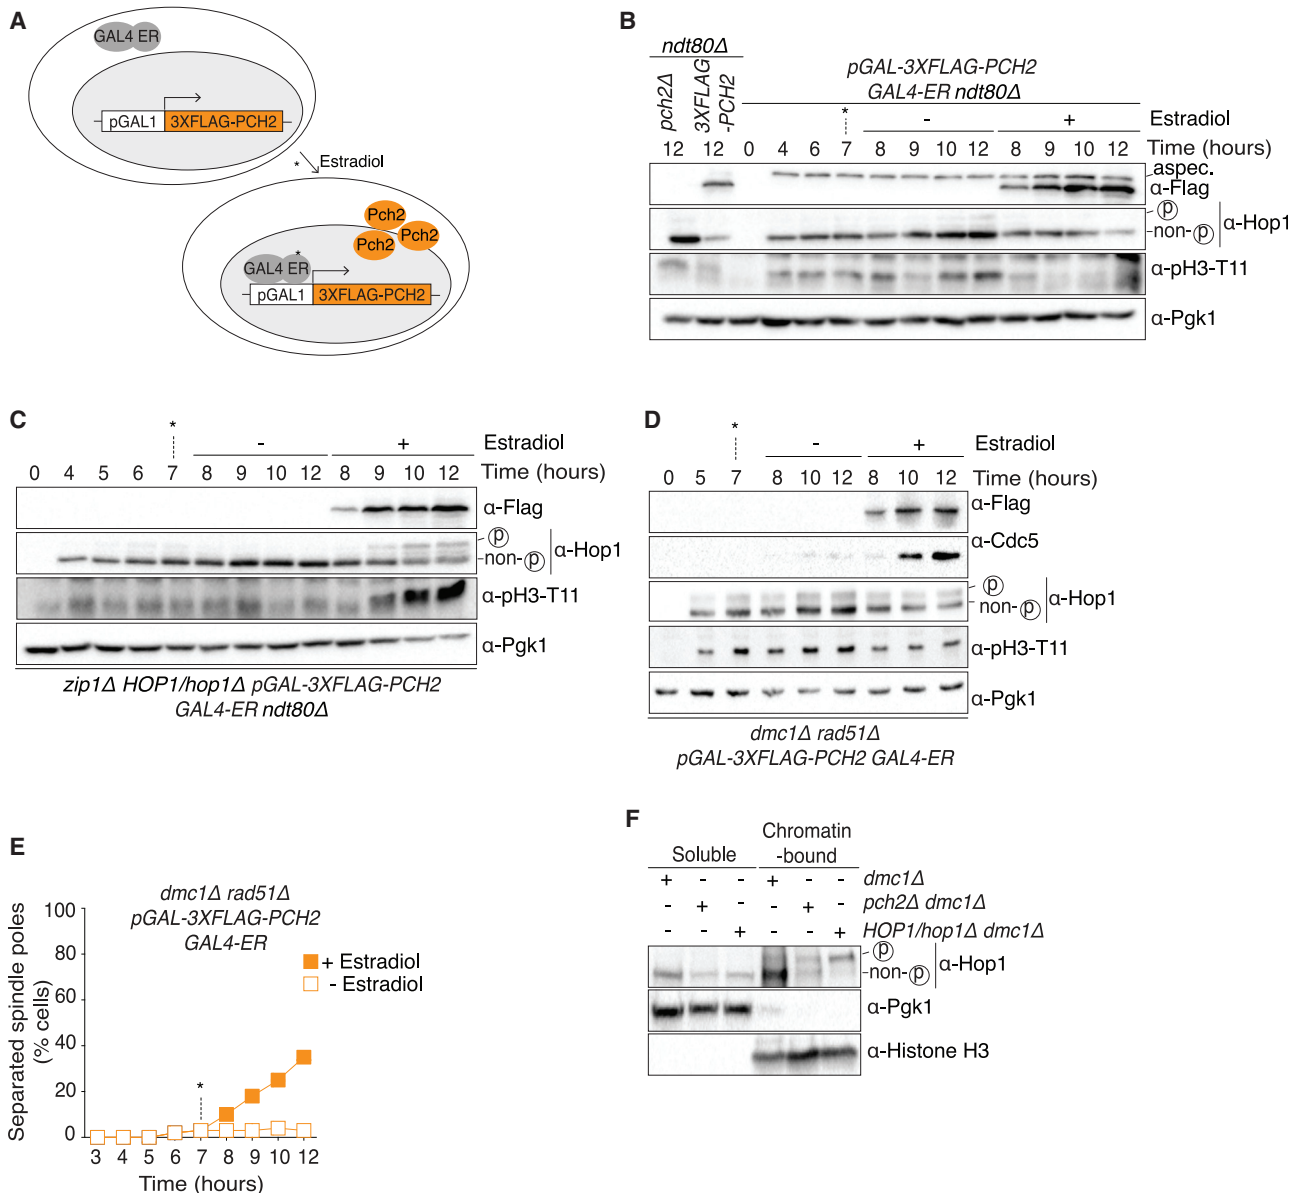 A
GAL4 ER
pGAL1 3XFLAG-PCH2
* Estradiol
Pch2
Pch2
Pch2
GAL4 ER
*
pGAL1 3XFLAG-PCH2
B
ndt80Δ
pch2Δ
3XFLAG
-PCH2
pGAL-3XFLAG-PCH2
GAL4-ER ndt80Δ
* - + Estradiol
12 12 0 4 6 7 8 9 10 12 8 9 10 12 Time (hours)
aspec.
α-Flag
p
non-p α-Hop1
α-pH3-T11
α-Pgk1
C
* - + Estradiol
0 4 5 6 7 8 9 10 12 8 9 10 12 Time (hours)
α-Flag
p
non-p α-Hop1
α-pH3-T11
α-Pgk1
zip1Δ HOP1/hop1Δ pGAL-3XFLAG-PCH2
GAL4-ER ndt80Δ
D
* - + Estradiol
0 5 7 8 10 12 8 10 12 Time (hours)
α-Flag
α-Cdc5
p
non-p α-Hop1
α-pH3-T11
α-Pgk1
dmc1Δ rad51Δ
pGAL-3XFLAG-PCH2 GAL4-ER
E
dmc1Δ rad51Δ
pGAL-3XFLAG-PCH2
GAL4-ER
+ Estradiol
- Estradiol
Separated spindle poles
(% cells)
100
80
60
40
20
0
*
3 4 5 6 7 8 9 10 12
Time (hours)
F
Soluble
Chromatin
-bound
+ - - + - - dmc1Δ
- + - - + - pch2Δ dmc1Δ
- - + - - + HOP1/hop1Δ dmc1Δ
p
non-p α-Hop1
α-Pgk1
α-Histone H3